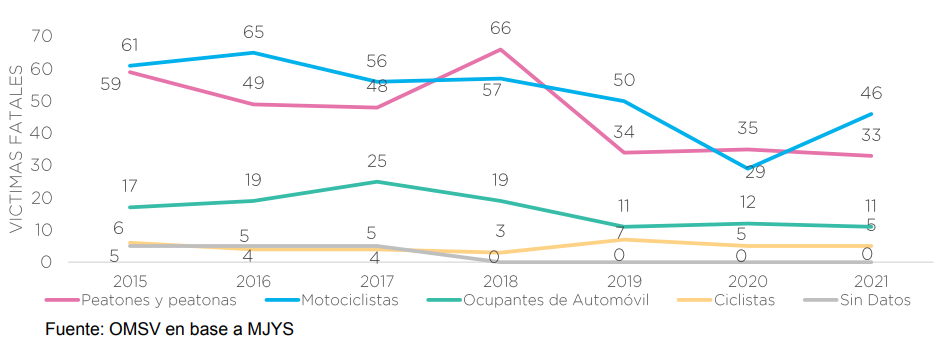 VICTIMAS FATALES
70
60
50
40
30
20
10
0
61 65 56 66 50 35 46
59 49 48 57 34 29 33
17 19 25 19 11 12 11
6 5 5 3 7 5 5
5 4 4 0 0 0 0
2015 2016 2017 2018 2019 2020 2021
Peatones y peatonas Motociclistas Ocupantes de Automóvil Ciclistas Sin Datos
Fuente: OMSV en base a MJYS